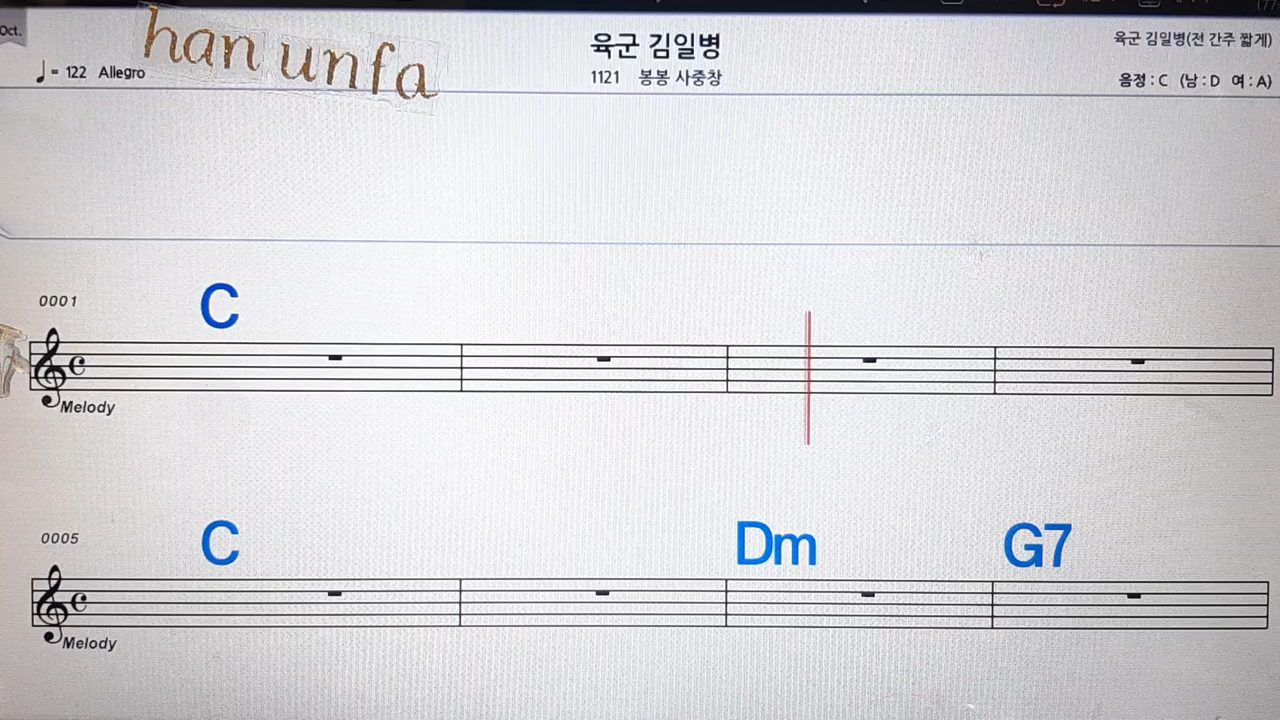 Oct.
han unfa
♩= 122 Allegro
육군 김일병
1121 봉봉 사중창
육군 김일병(전 간주 짧게)
음정 : C (남 : D 여 : A)
0001
C
Melody
0005
C Dm G7
Melody